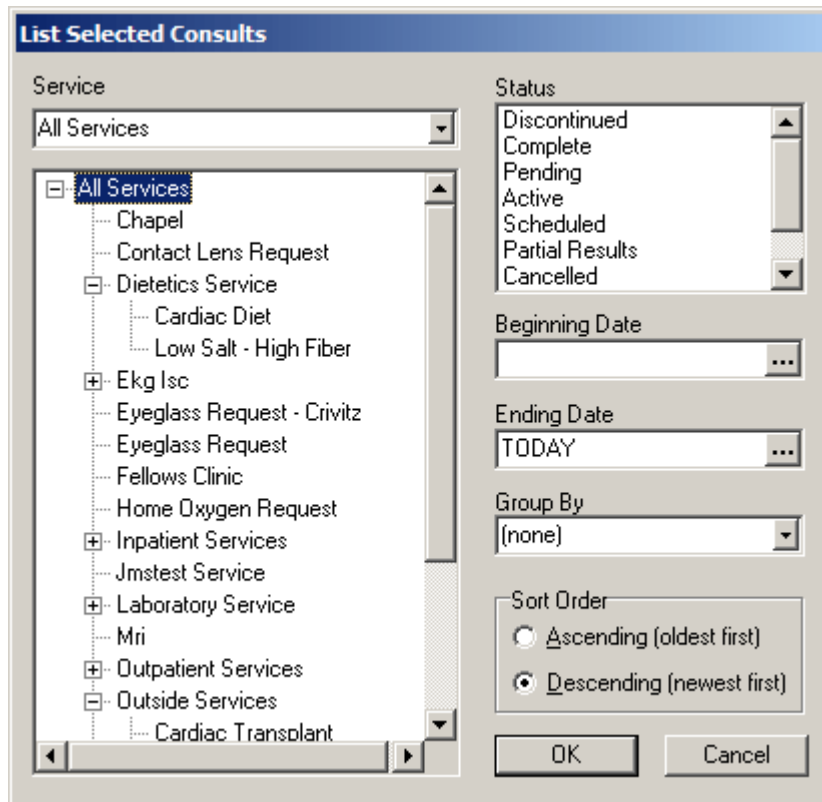 List Selected Consults
Service
All Services
All Services
Chapel
Contact Lens Request
Dietetics Service
Cardiac Diet
Low Salt - High Fiber
Ekg Isc
Eyeglass Request - Crivitz
Eyeglass Request
Fellows Clinic
Home Oxygen Request
Inpatient Services
Jmstest Service
Laboratory Service
Mri
Outpatient Services
Outside Services
Cardiac Transplant
Status
Discontinued
Complete
Pending
Active
Scheduled
Partial Results
Cancelled
Beginning Date
...
Ending Date
TODAY ...
Group By
(none)
Sort Order
Ascending (oldest first)
Descending (newest first)
OK Cancel